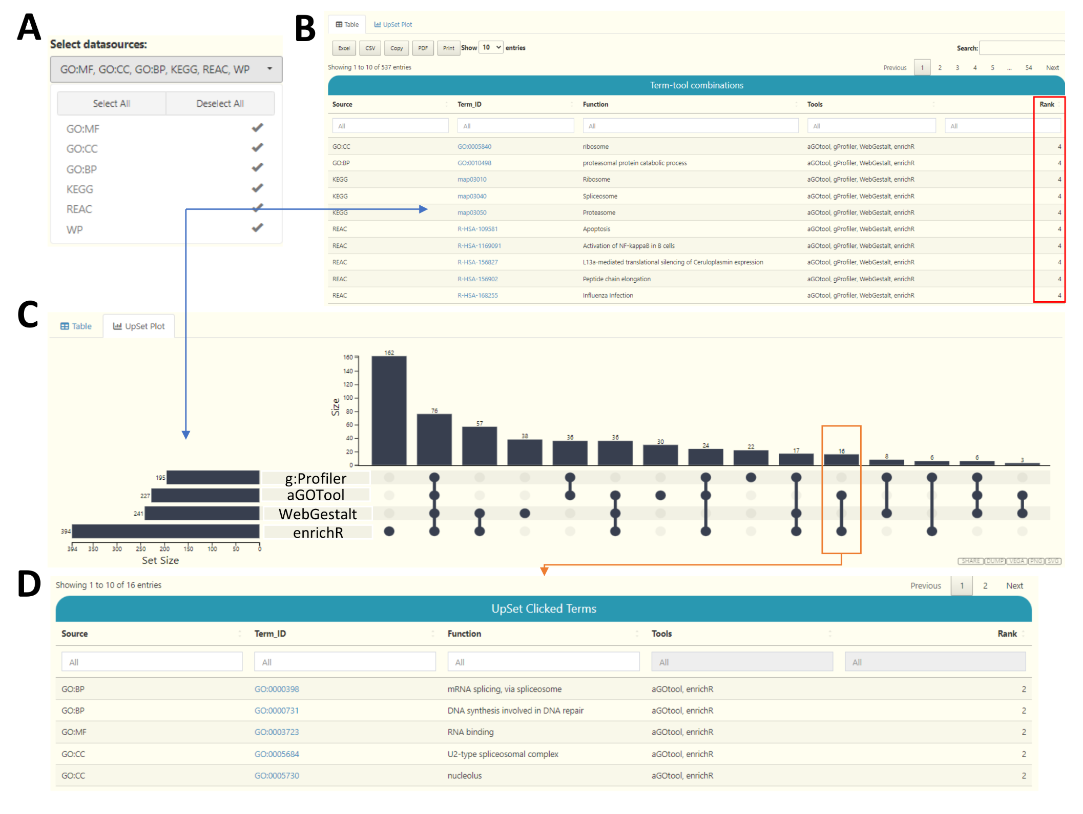 A
Select datasources:
GO:MF, GO:CC, GO:BP, KEGG, REAC, WP
Select All Deselect All
GO:MF
GO:CC
GO:BP
KEGG
REAC
WP
B
Table UpSet Plot
Excel CSV Copy PDF Print Show 10 entries Search:
Showing 1 to 10 of 537 entries Previous 1 2 3 4 5 ... 54 Next
Term-tool combinations
Source Term_ID Function Tools Rank
All All All All All
GO:CC GO:0005840 ribosome aGOtool, gProfiler, WebGestalt, enrichR 4
GO:BP GO:0010498 proteasomal protein catabolic process aGOtool, gProfiler, WebGestalt, enrichR 4
KEGG map03010 Ribosome aGOtool, gProfiler, WebGestalt, enrichR 4
KEGG map03040 Spliceosome aGOtool, gProfiler, WebGestalt, enrichR 4
KEGG map03050 Proteasome aGOtool, gProfiler, WebGestalt, enrichR 4
REAC R-HSA-109581 Apoptosis aGOtool, gProfiler, WebGestalt, enrichR 4
REAC R-HSA-1169091 Activation of NF-kappaB in B cells aGOtool, gProfiler, WebGestalt, enrichR 4
REAC R-HSA-156827 L13a-mediated translational silencing of Ceruloplasmin expression aGOtool, gProfiler, WebGestalt, enrichR 4
REAC R-HSA-156902 Peptide chain elongation aGOtool, gProfiler, WebGestalt, enrichR 4
REAC R-HSA-168255 Influenza Infection aGOtool, gProfiler, WebGestalt, enrichR 4
C
Table UpSet Plot
Size
160
140
120
100
80
60
40
20
0
162 76 57 38 36 36 30 24 22 17 16 8 6 6 3
195 g:Profiler
227 aGOTool
241 WebGestalt
394 enrichR
394 350 300 250 200 150 100 50 0
Set Size
SHARE DUMP VEGA PNG SVG
D
Showing 1 to 10 of 16 entries Previous 1 2 Next
UpSet Clicked Terms
Source Term_ID Function Tools Rank
All All All All All
GO:BP GO:0000398 mRNA splicing, via spliceosome aGOtool, enrichR 2
GO:BP GO:0000731 DNA synthesis involved in DNA repair aGOtool, enrichR 2
GO:MF GO:0003723 RNA binding aGOtool, enrichR 2
GO:CC GO:0005684 U2-type spliceosomal complex aGOtool, enrichR 2
GO:CC GO:0005730 nucleolus aGOtool, enrichR 2